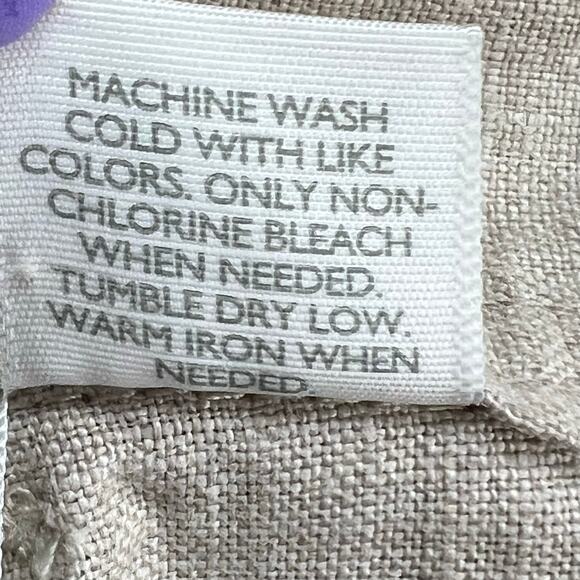 MACHINE WASH
COLD WITH LIKE
COLORS. ONLY NON-
CHLORINE BLEACH
WHEN NEEDED.
TUMBLE DRY LOW.
WARM IRON WHEN
NEEDED.